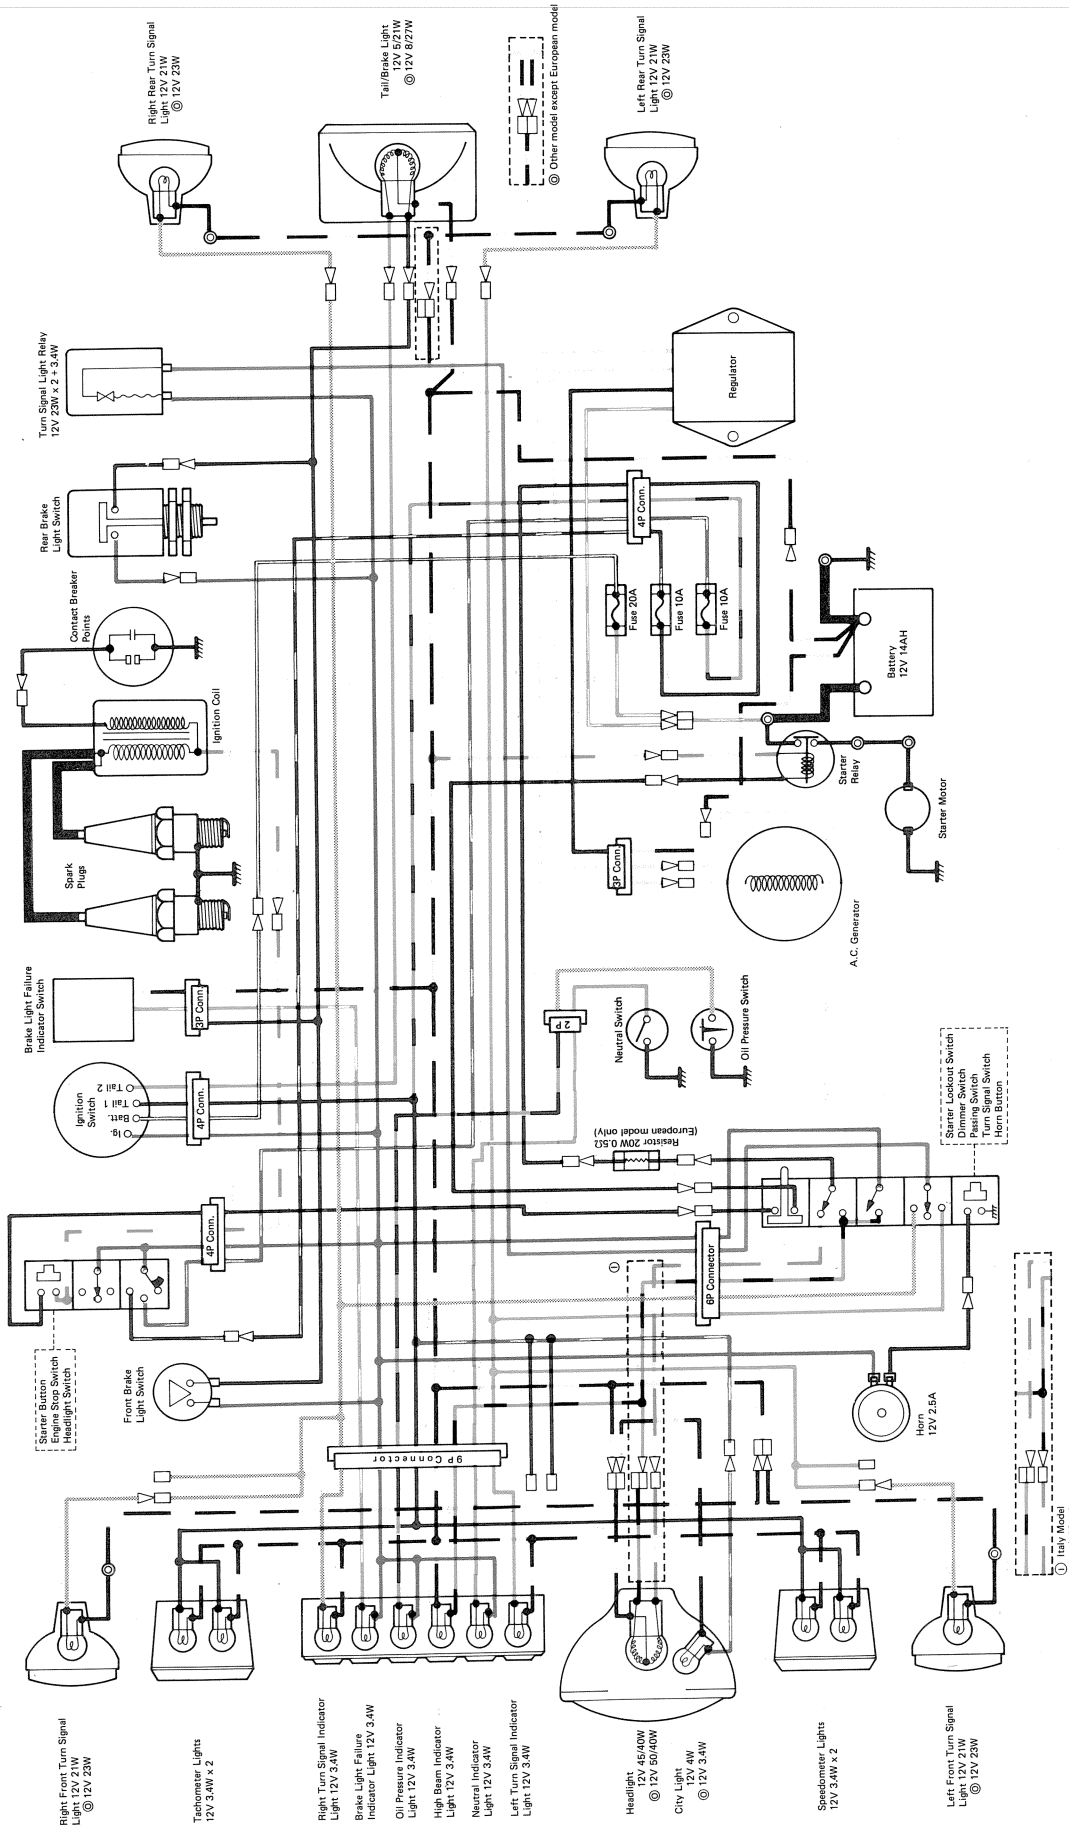 Right Rear Turn Signal
Light 12V 21W
◎ 12V 23W
Tail/Brake Light
12V 5/21W
◎ 12V 8/27W
◎ Other model except European model
Left Rear Turn Signal
Light 12V 21W
◎ 12V 23W
Turn Signal Light Relay
12V 23W x 2 + 3.4W
Regulator
Rear Brake
Light Switch
4P Conn.
Contact Breaker
Points
Fuse 20A
Fuse 10A
Fuse 10A
Battery
12V 14AH
Ignition Coil
Starter
Relay
Starter Motor
Spark
Plugs
3P Conn.
A.C. Generator
Brake Light Failure
Indicator Switch
3P Conn.
2 P
Neutral Switch
Oil Pressure Switch
Ignition
Switch
Ig.
Batt.
Tail 1
Tail 2
4P Conn.
Resistor 20W 0.5Ω
(European model only)
Starter Lockout Switch
Dimmer Switch
Passing Switch
Turn Signal Switch
Horn Button
4P Conn.
6P Connector
Starter Button
Engine Stop Switch
Headlight Switch
Front Brake
Light Switch
9P Connector
Horn
12V 2.5A
Italy Model
Right Front Turn Signal
Light 12V 21W
◎ 12V 23W
Tachometer Lights
12V 3.4W x 2
Right Turn Signal Indicator
Light 12V 3.4W
Brake Light Failure
Indicator Light 12V 3.4W
Oil Pressure Indicator
Light 12V 3.4W
High Beam Indicator
Light 12V 3.4W
Neutral Indicator
Light 12V 3.4W
Left Turn Signal Indicator
Light 12V 3.4W
Headlight
12V 45/40W
◎ 12V 50/40W
City Light
12V 4W
◎ 12V 3.4W
Speedometer Lights
12V 3.4W x 2
Left Front Turn Signal
Light 12V 21W
◎ 12V 23W